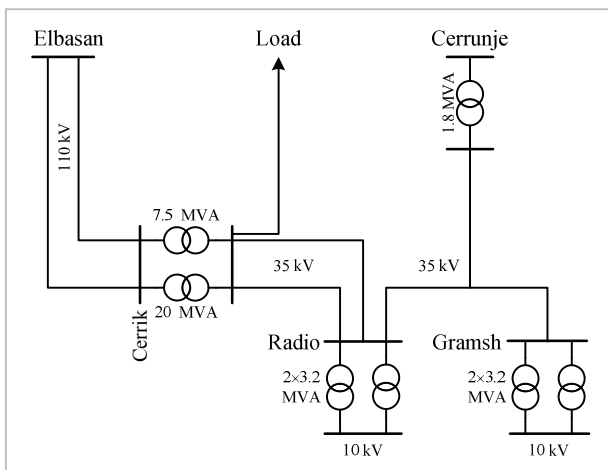 Elbasan
Load
Cerrunje
110 kV
1.8 MVA
7.5 MVA
35 kV
35 kV
20 MVA
Cerrik
Radio
Gramsh
2×3.2
MVA
2×3.2
MVA
10 kV
10 kV